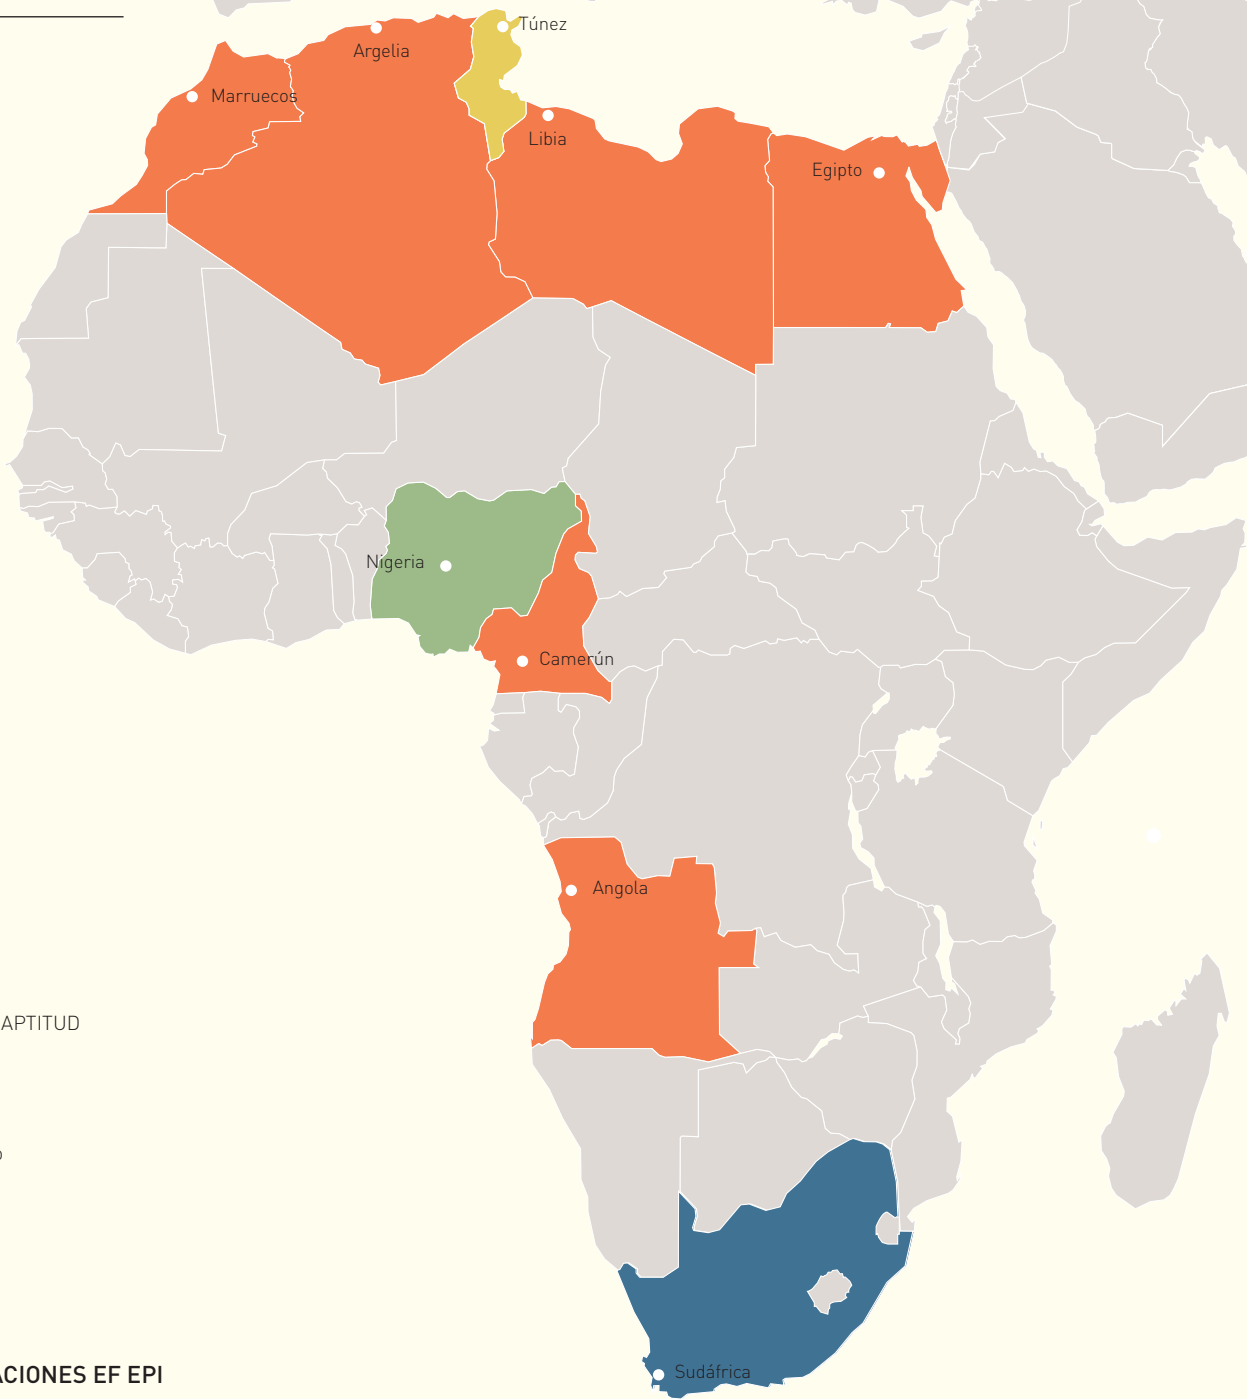 Túnez
Argelia
Marruecos
Libia
Egipto
Nigeria
Camerún
Angola
APTITUD
Sudáfrica
ACIONES EF EPI